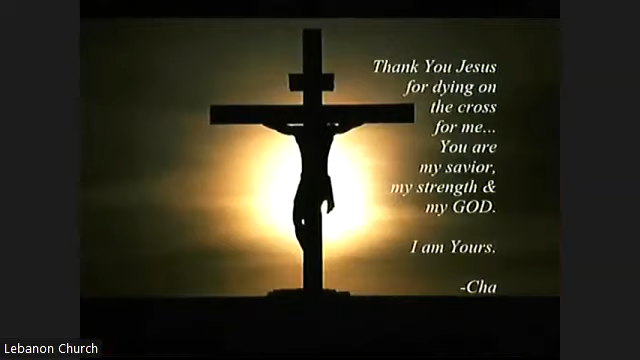 Thank You Jesus
for dying on
the cross
for me...
You are
my savior,
my strength &
my GOD.
I am Yours.
-Cha
Lebanon Church